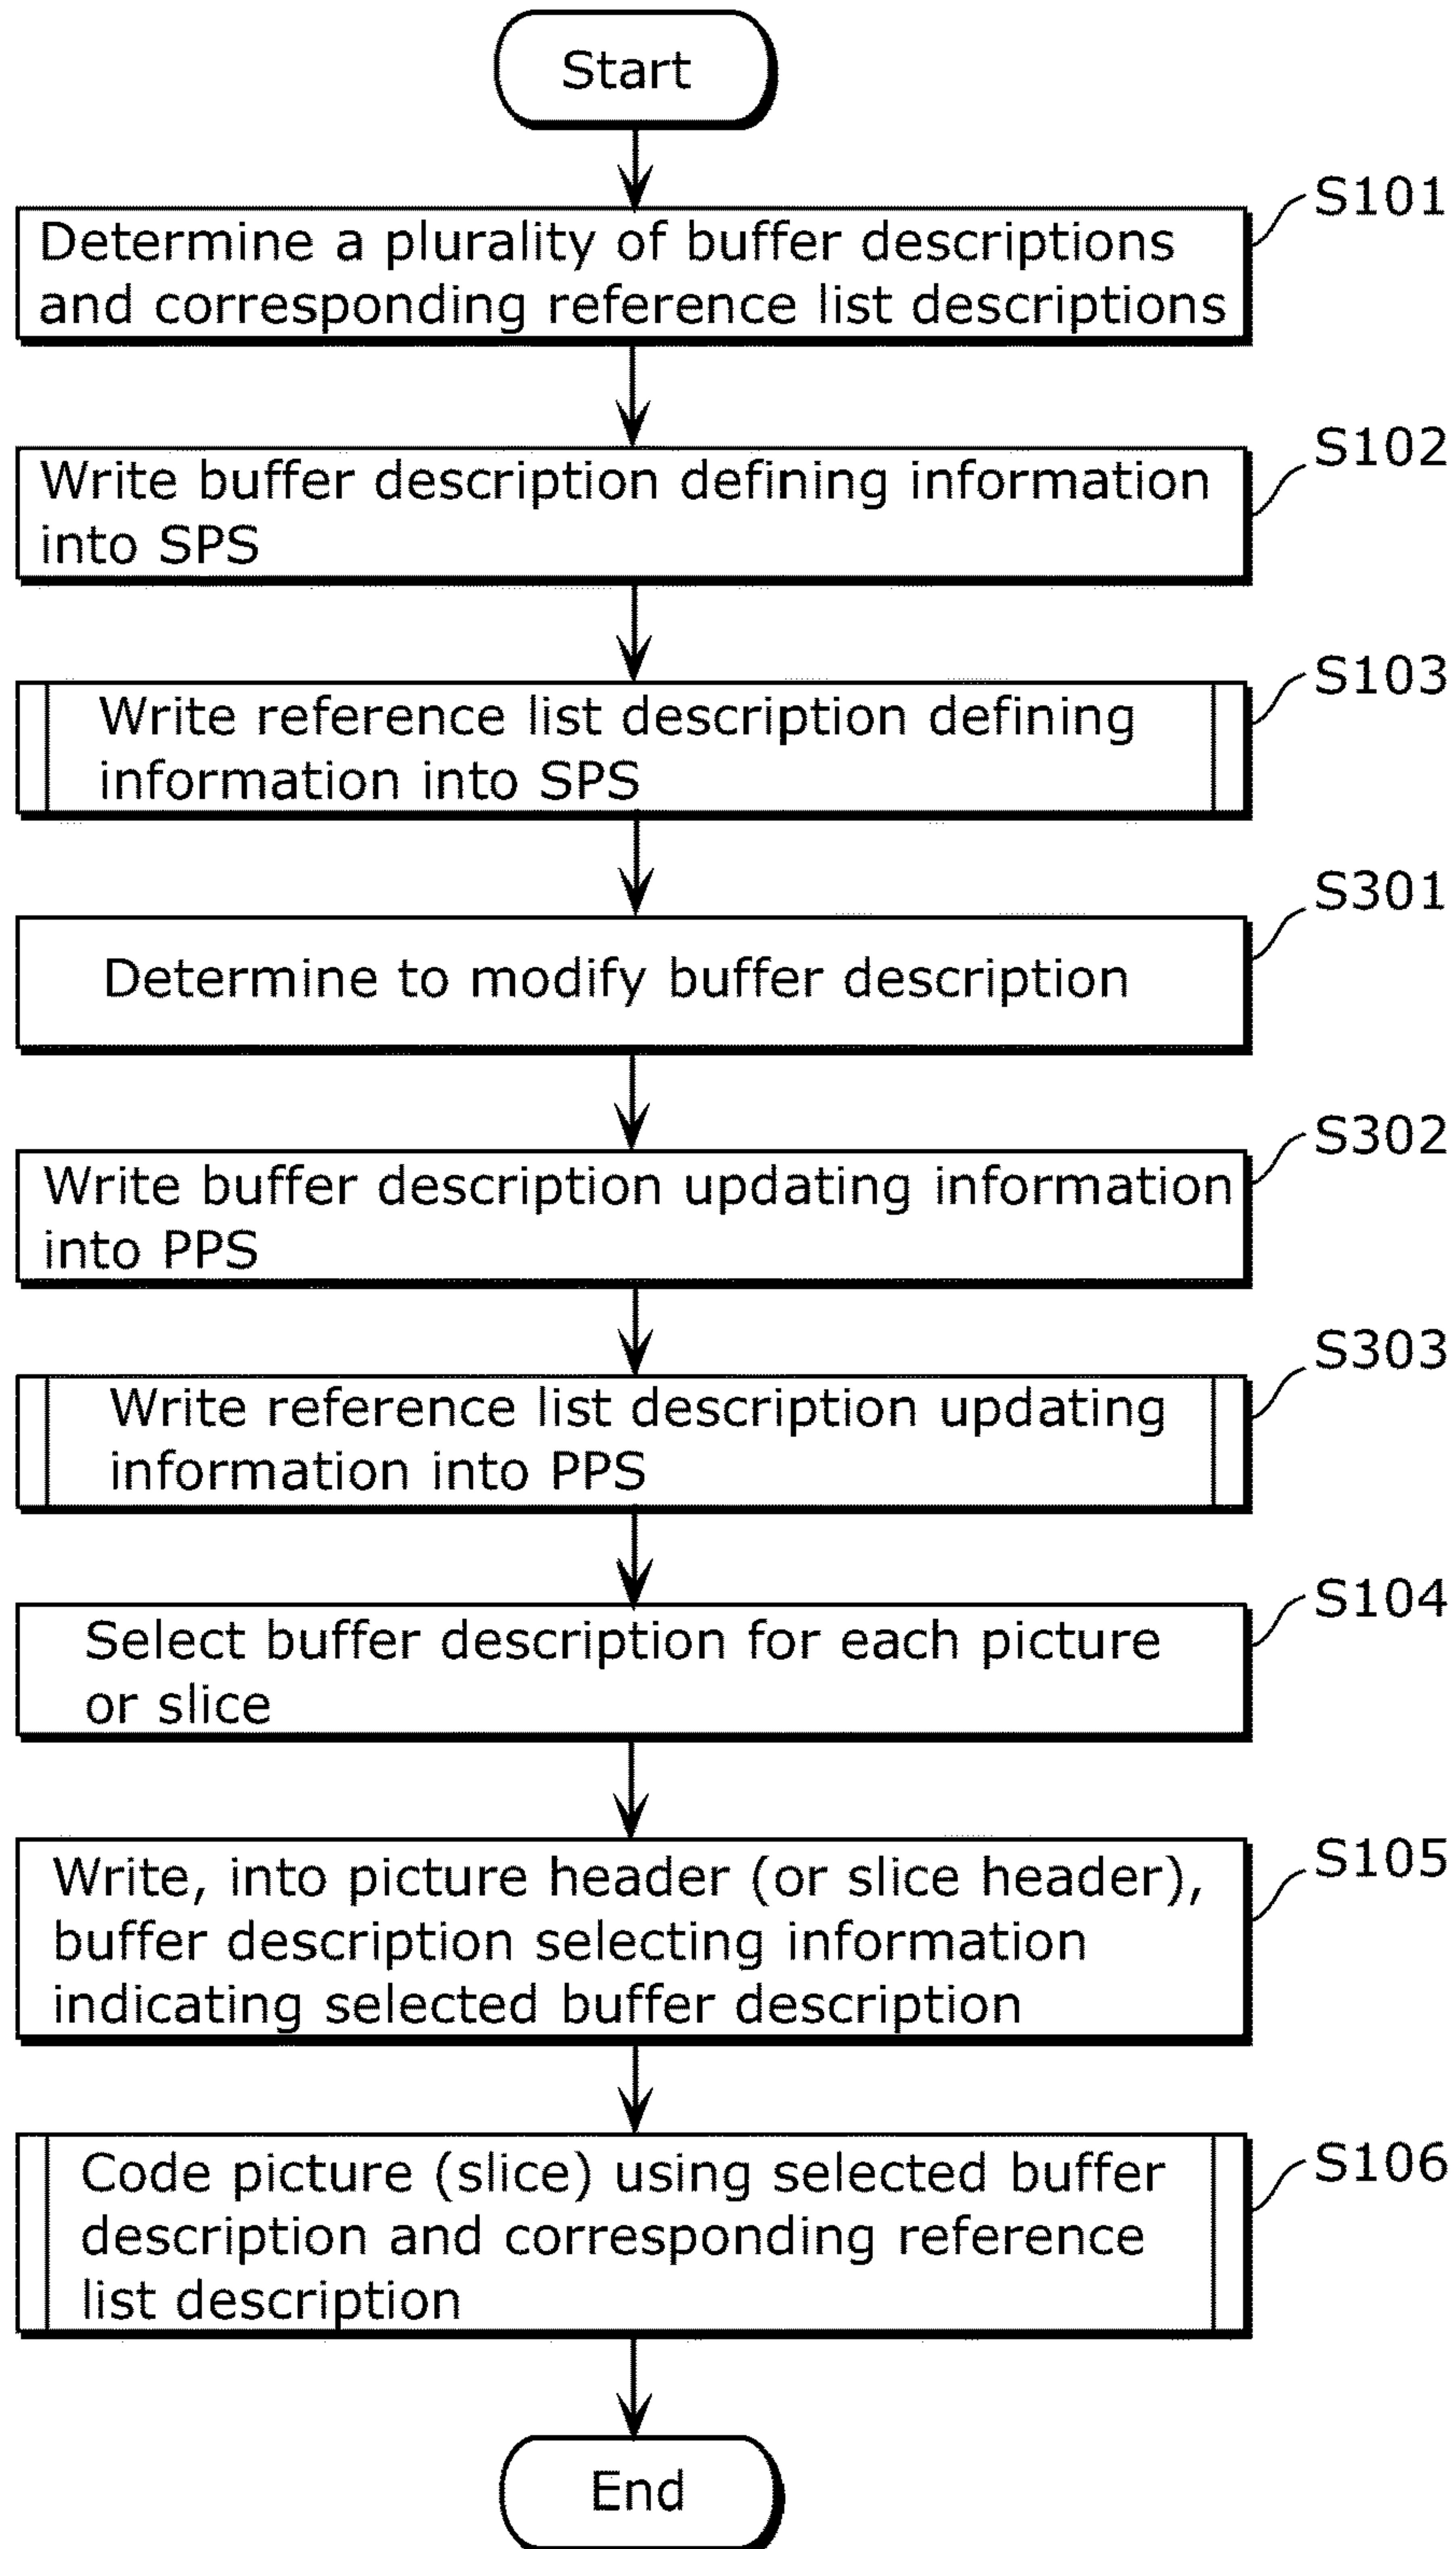 Start
S101
Determine a plurality of buffer descriptions
and corresponding reference list descriptions
S102
Write buffer description defining information
into SPS
S103
Write reference list description defining
information into SPS
S301
Determine to modify buffer description
S302
Write buffer description updating information
into PPS
S303
Write reference list description updating
information into PPS
S104
Select buffer description for each picture
or slice
S105
Write, into picture header (or slice header),
buffer description selecting information
indicating selected buffer description
S106
Code picture (slice) using selected buffer
description and corresponding reference
list description
End